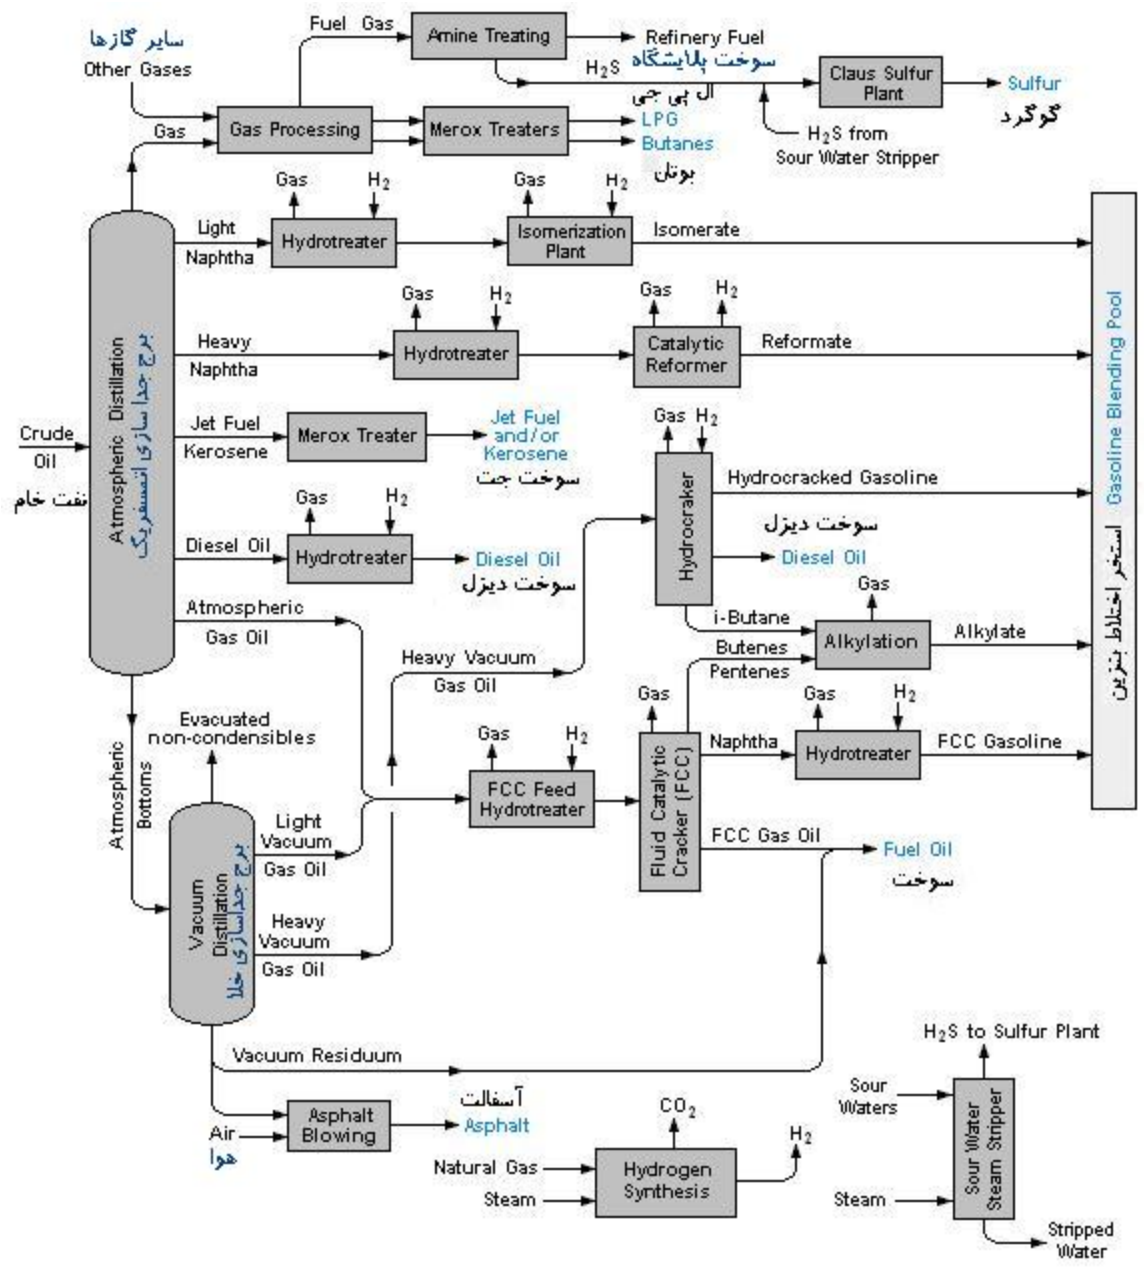 Fuel Gas
Amine Treating
Refinery Fuel
سوخت پالایشگاه
سایر گازها
Other Gases
H2S
Claus Sulfur
Plant
Sulfur
گوگرد
ال پی جی
LPG
Gas
Gas Processing
Merox Treaters
Butanes
بوتان
H2S from
Sour Water Stripper
Gas
H2
Gas
H2
Light
Naphtha
Hydrotreater
Isomerization
Plant
Isomerate
Gas
H2
Gas
H2
Heavy
Naphtha
Hydrotreater
Catalytic
Reformer
Reformate
Atmospheric Distillation
برج جداسازی اتمسفریک
Crude
Oil
نفت خام
Jet Fuel
Kerosene
Merox Treater
Jet Fuel
and/or
Kerosene
سوخت جت
Gas
H2
Hydrocraker
Hydrocracked Gasoline
سوخت دیزل
Diesel Oil
Gas
H2
Diesel Oil
Hydrotreater
Diesel Oil
سوخت دیزل
Atmospheric
Gas Oil
i-Butane
Butenes
Pentenes
Gas
Alkylation
Alkylate
Gasoline Blending Pool
استخر اختلاط بنزین
Heavy Vacuum
Gas Oil
Atmospheric
Bottoms
Evacuated
non-condensibles
Gas
H2
FCC Feed
Hydrotreater
Gas
Fluid Catalytic
Cracker (FCC)
Naphtha
Gas
H2
Hydrotreater
FCC Gasoline
Light
Vacuum
Gas Oil
FCC Gas Oil
Fuel Oil
سوخت
Vacuum
Distillation
برج جداسازی خلا
Heavy
Vacuum
Gas Oil
Vacuum Residuum
Air
هوا
Asphalt
Blowing
آسفالت
Asphalt
Natural Gas
Steam
CO2
Hydrogen
Synthesis
H2
H2S to Sulfur Plant
Sour
Waters
Sour Water
Steam Stripper
Steam
Stripped
Water